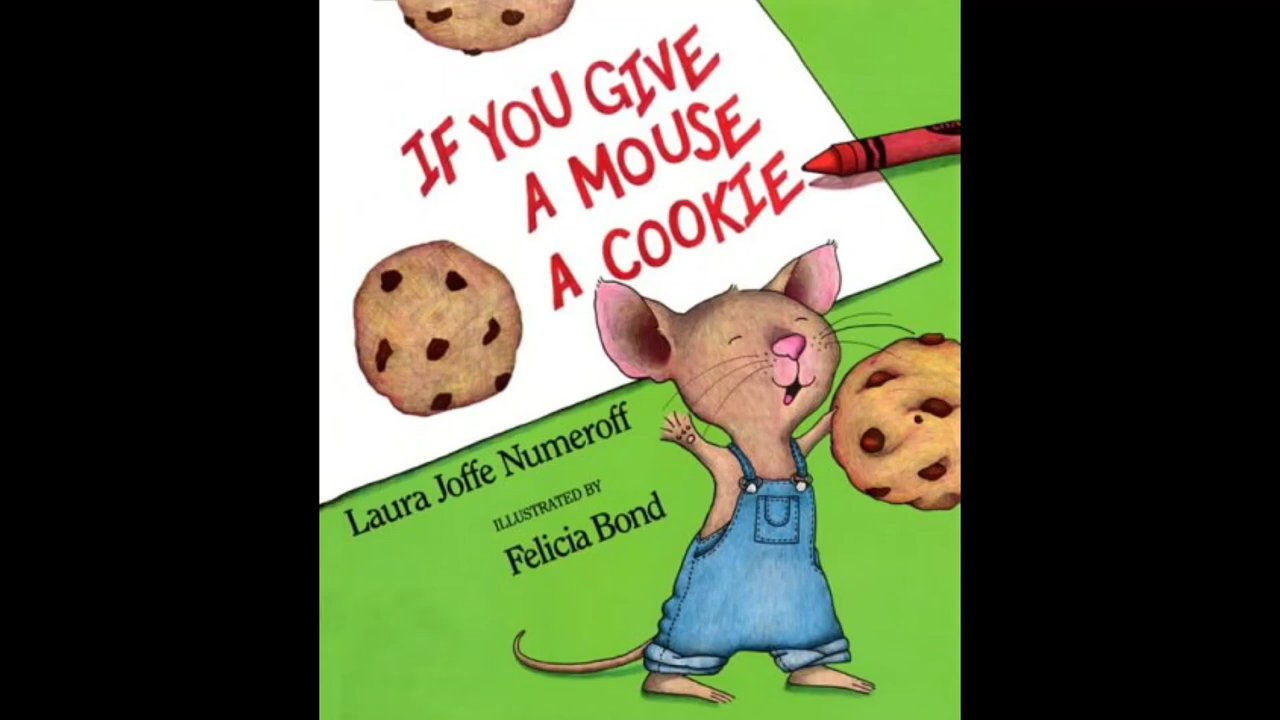 IF YOU GIVE
A MOUSE
A COOKIE
Laura Joffe Numeroff
ILLUSTRATED BY
Felicia Bond